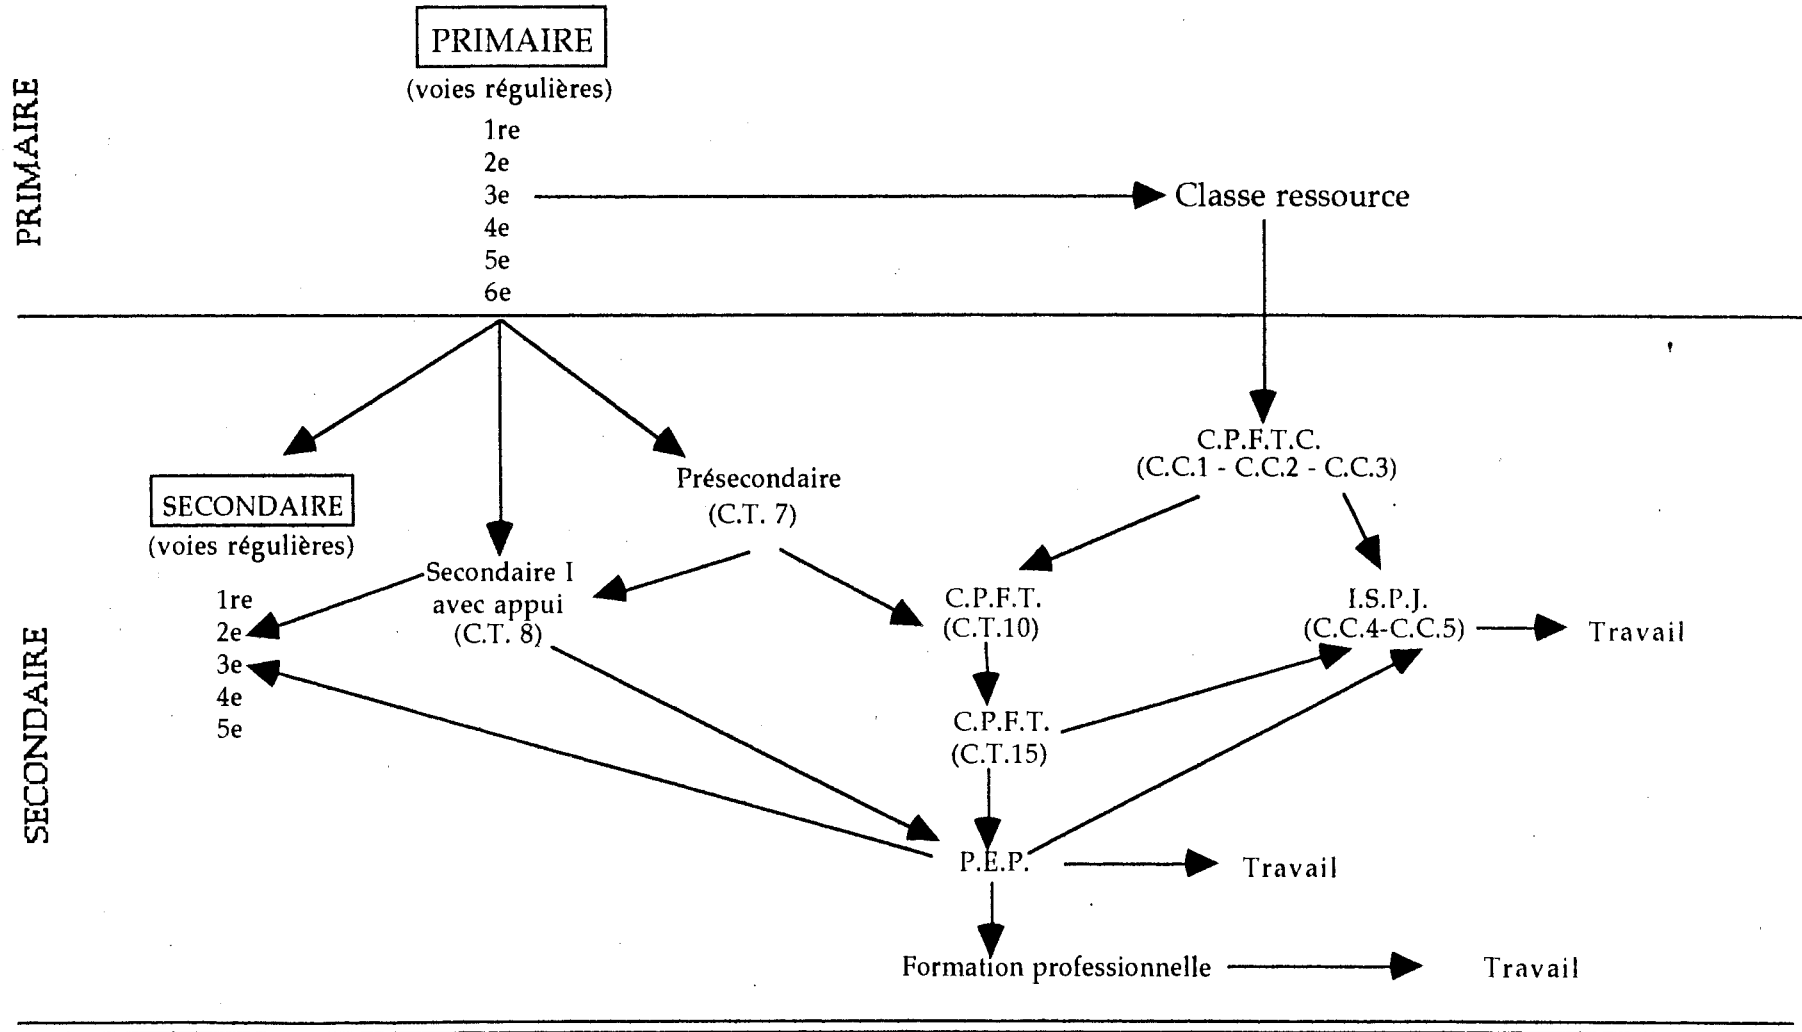 PRIMAIRE
PRIMAIRE
(voies régulières)
1re
2e
3e
4e
5e
6e
Classe ressource
SECONDAIRE
SECONDAIRE
(voies régulières)
1re
2e
3e
4e
5e
Secondaire I
avec appui
(C.T. 8)
Présecondaire
(C.T. 7)
C.P.F.T.C.
(C.C.1 - C.C.2 - C.C.3)
C.P.F.T.
(C.T.10)
I.S.P.J.
(C.C.4-C.C.5)
Travail
C.P.F.T.
(C.T.15)
P.E.P.
Travail
Formation professionnelle
Travail